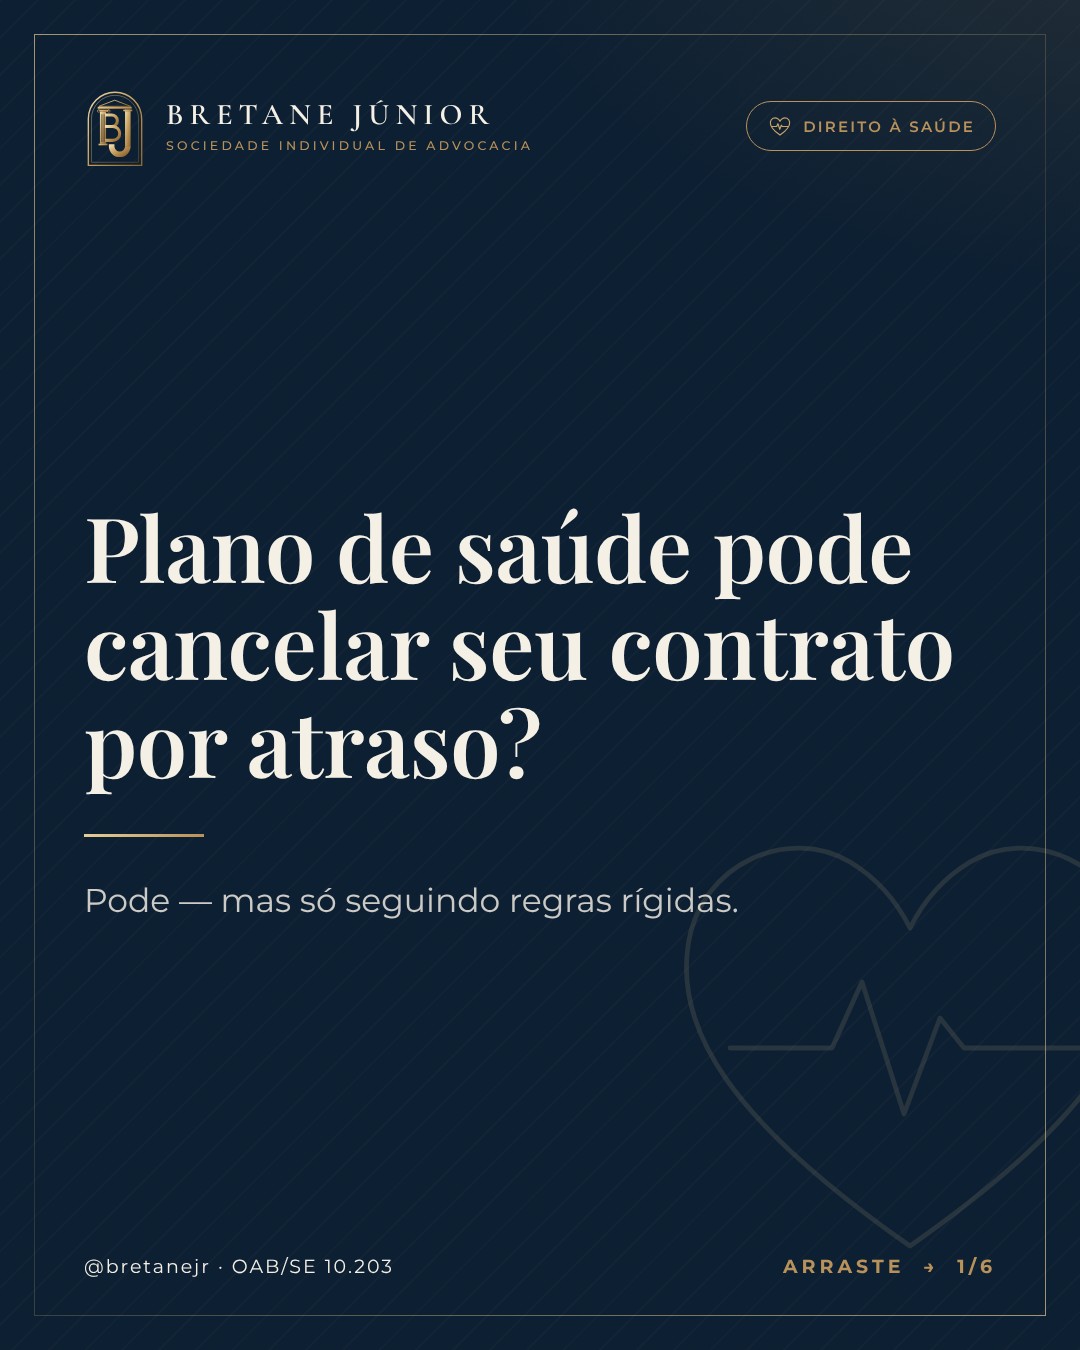 BJ
BRETANE JÚNIOR
SOCIEDADE INDIVIDUAL DE ADVOCACIA
DIREITO À SAÚDE
Plano de saúde pode
cancelar seu contrato
por atraso?
Pode — mas só seguindo regras rígidas.
@bretanejr · OAB/SE 10.203
ARRASTE → 1/6